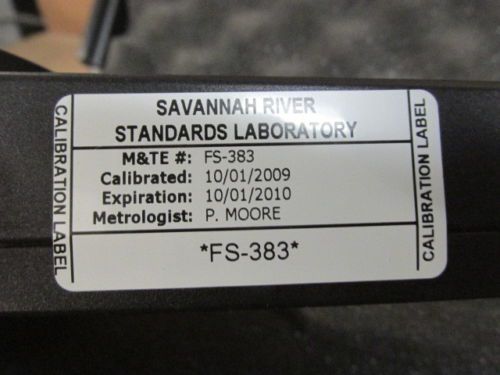 SAVANNAH RIVER
STANDARDS LABORATORY
M&TE #: FS-383
Calibrated: 10/01/2009
Expiration: 10/01/2010
Metrologist: P. MOORE
*FS-383*
CALIBRATION LABEL
CALIBRATION LABEL